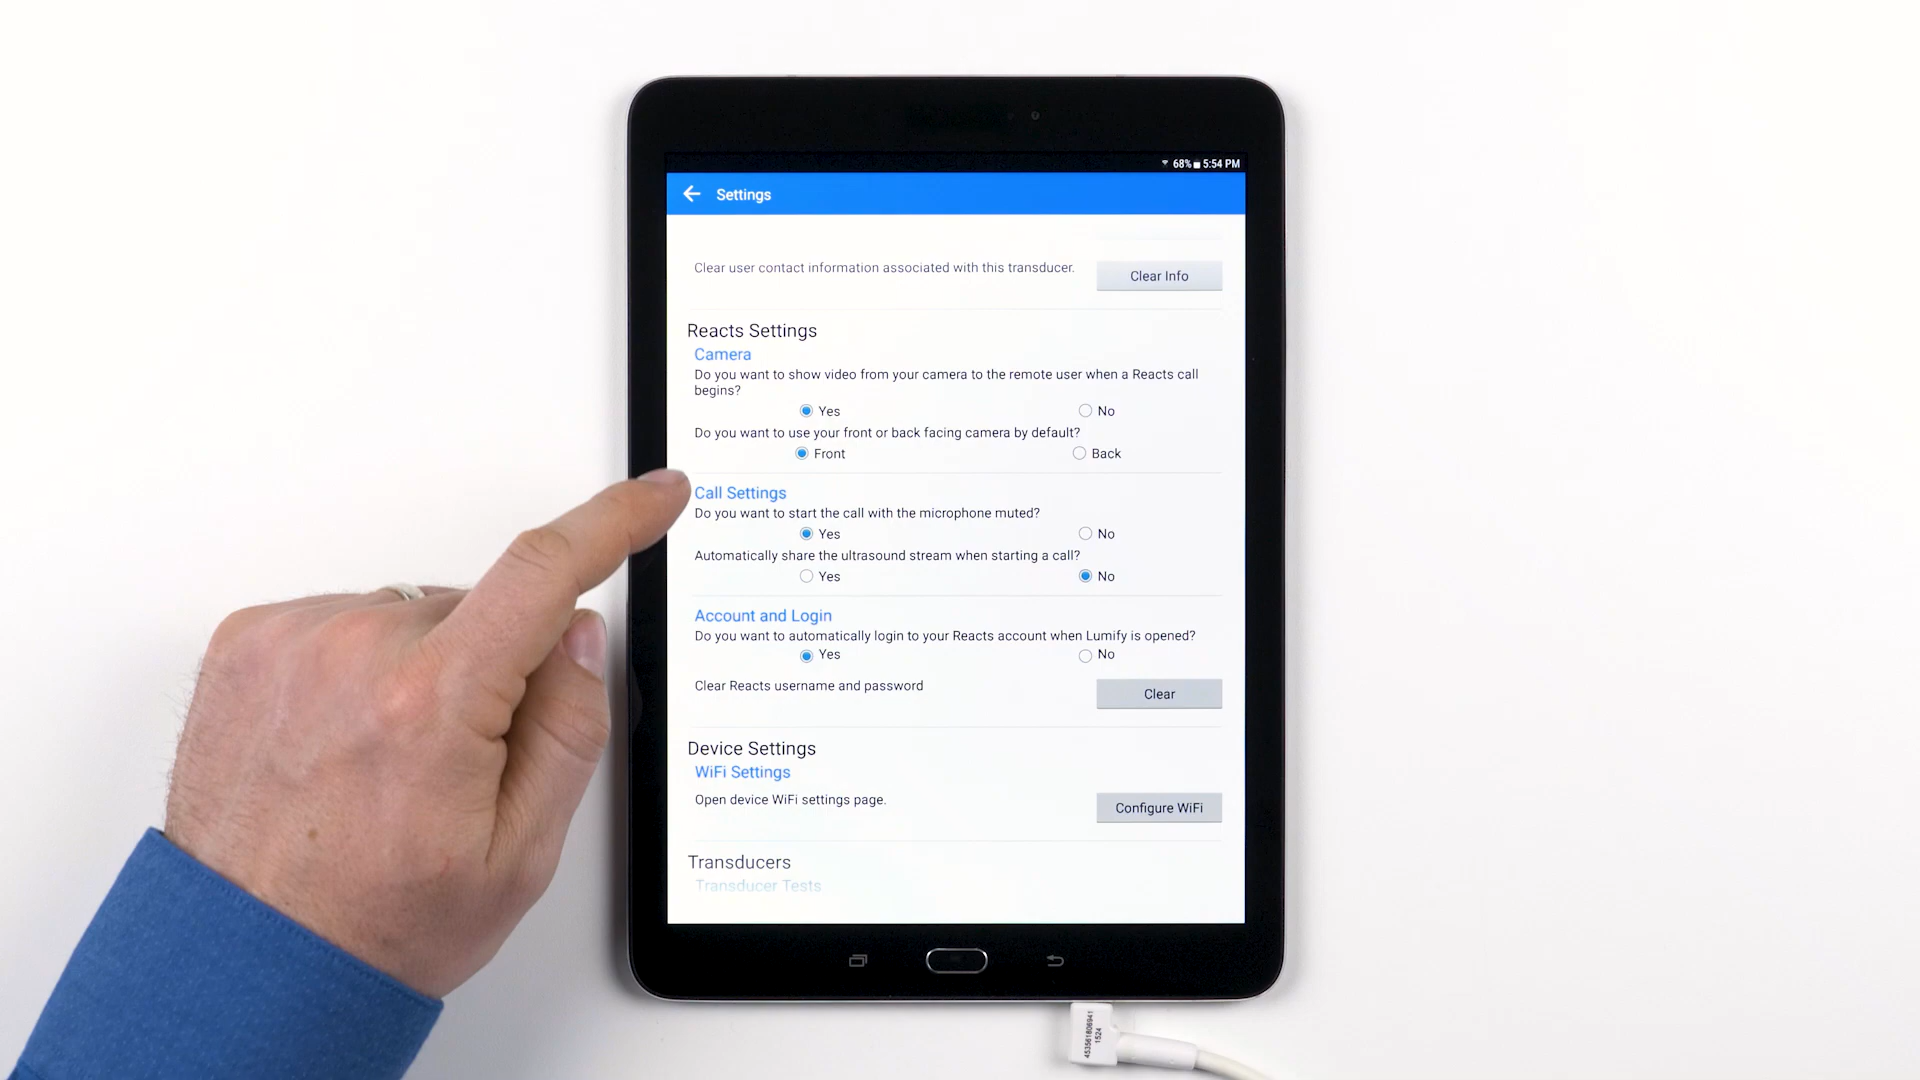 68% 5:54 PM
Settings
Clear user contact information associated with this transducer.
Clear Info
Reacts Settings
Camera
Do you want to show video from your camera to the remote user when a Reacts call
begins?
Yes No
Do you want to use your front or back facing camera by default?
Front Back
Call Settings
Do you want to start the call with the microphone muted?
Yes No
Automatically share the ultrasound stream when starting a call?
Yes No
Account and Login
Do you want to automatically login to your Reacts account when Lumify is opened?
Yes No
Clear Reacts username and password
Clear
Device Settings
WiFi Settings
Open device WiFi settings page.
Configure WiFi
Transducers
Transducer Tests
453561806941
1524